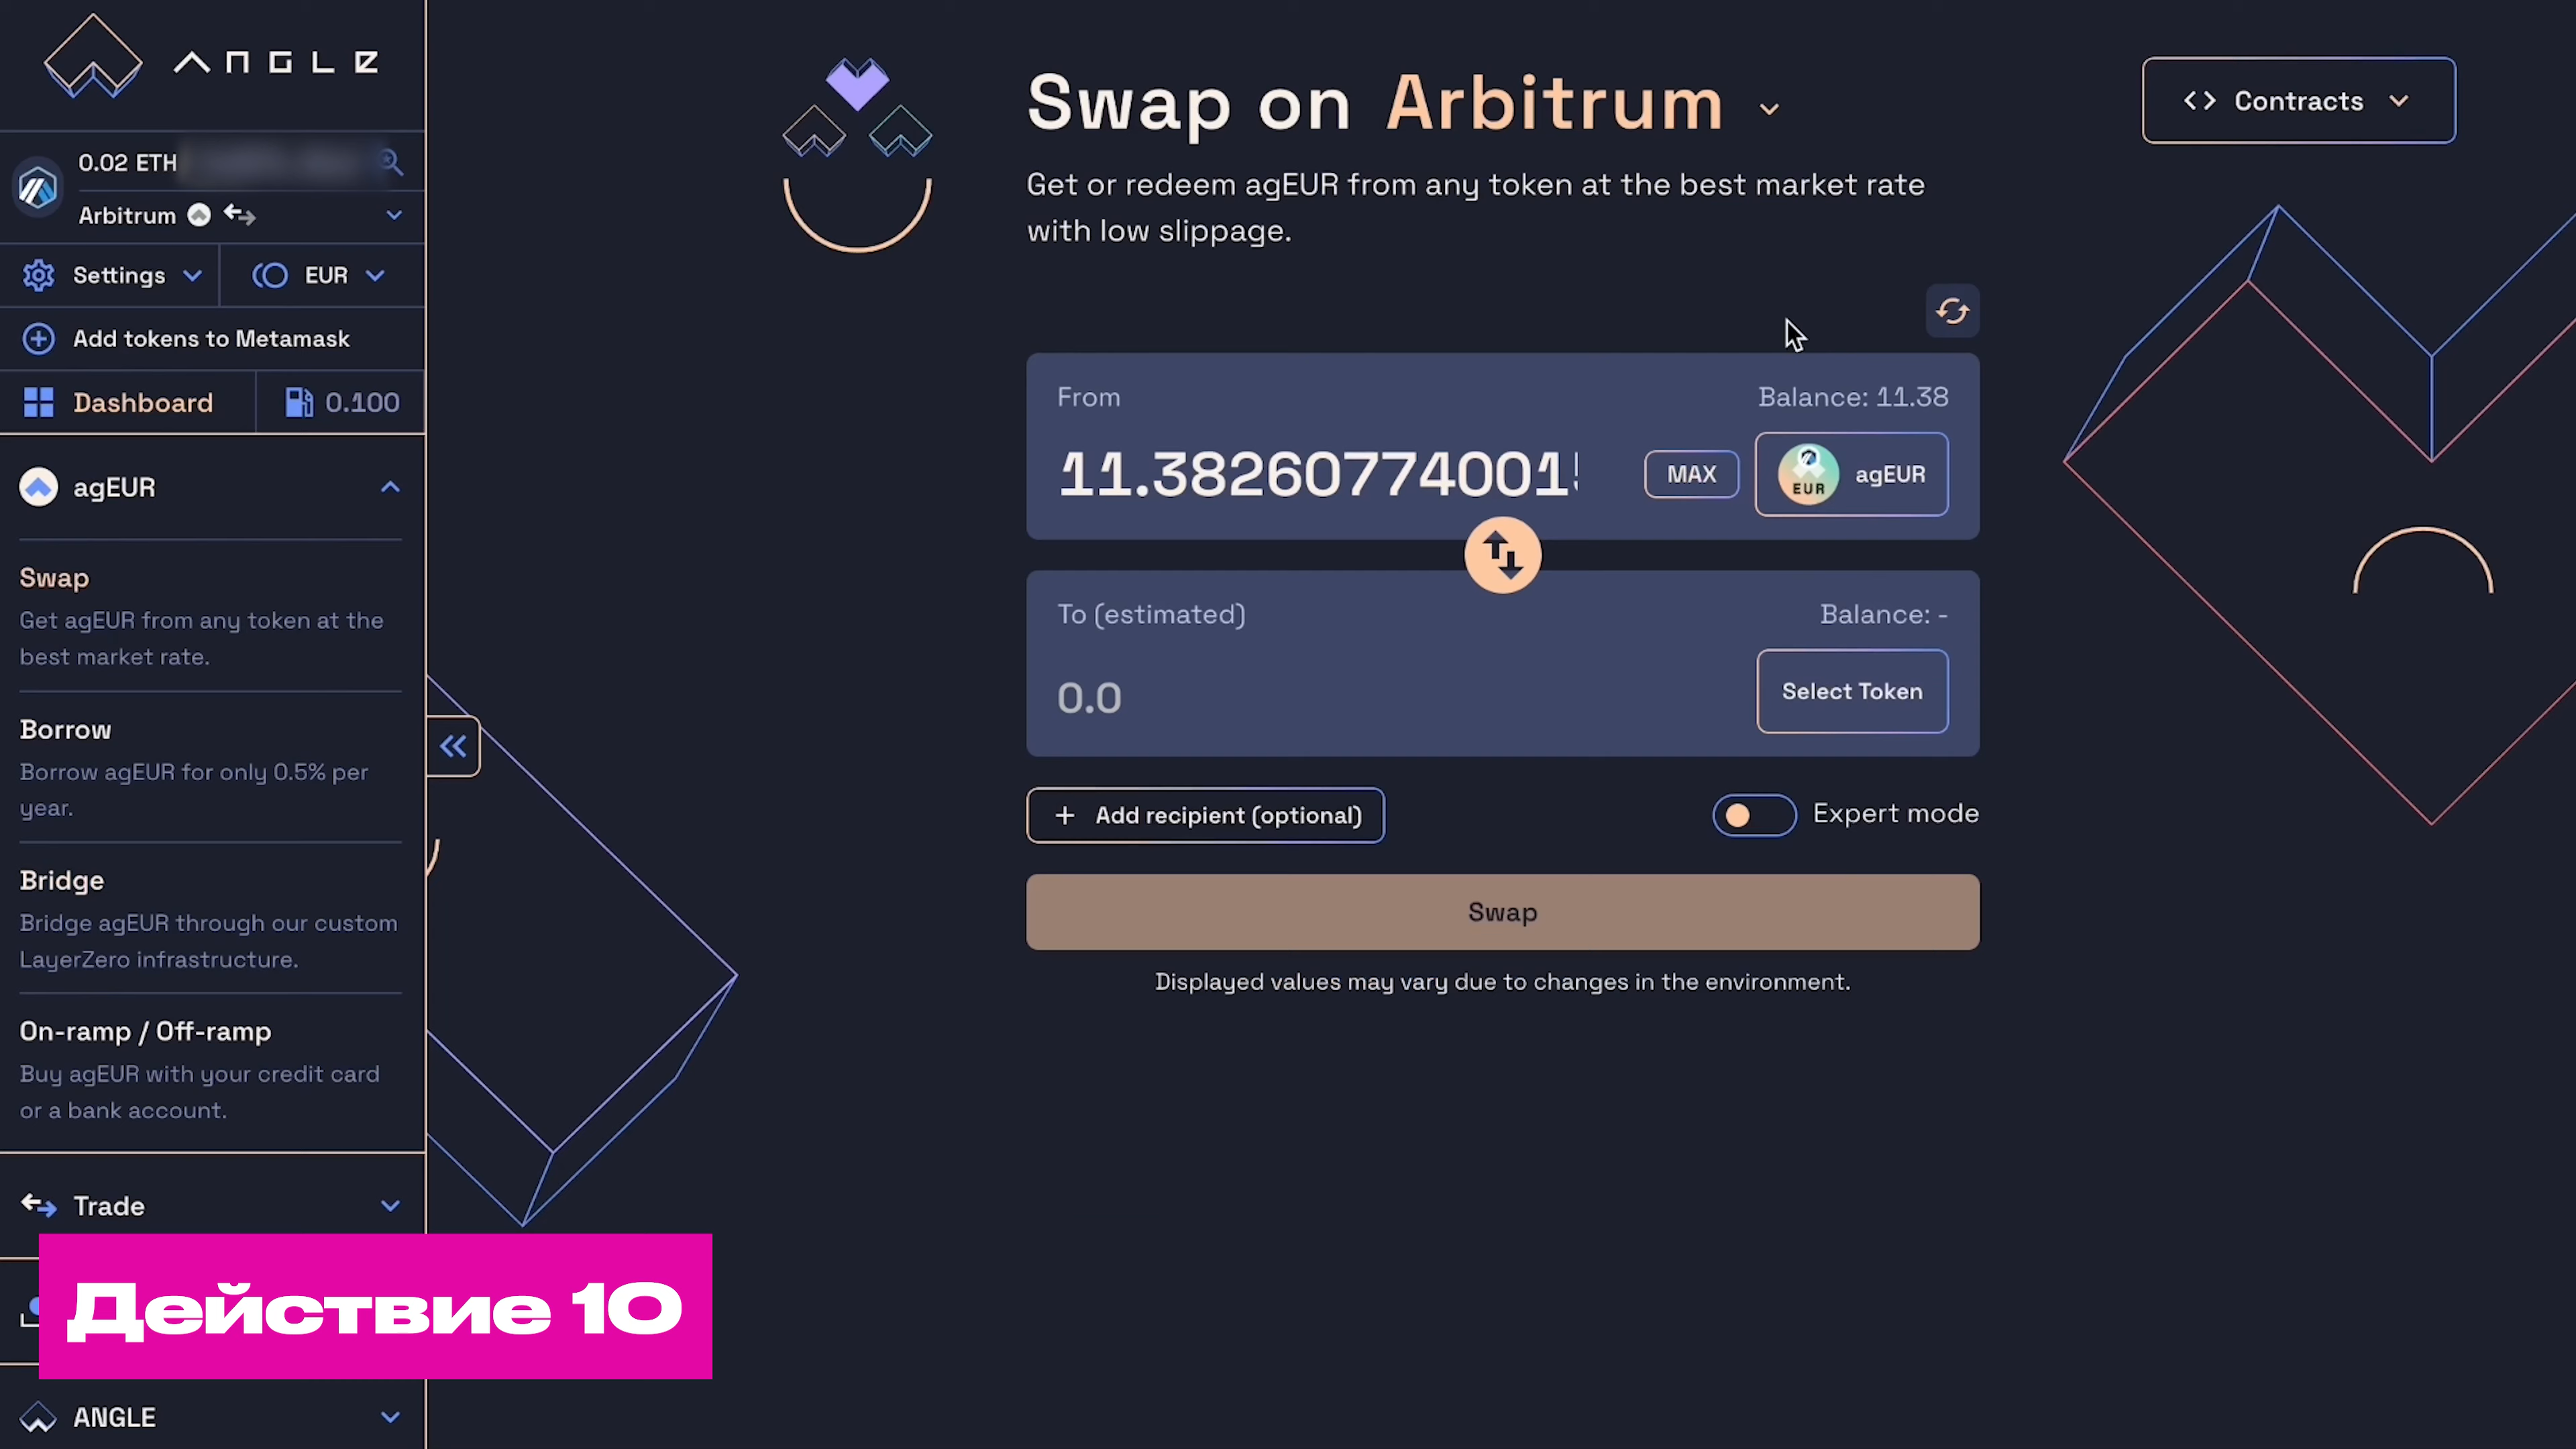 ANGLE
0.02 ETH
Arbitrum
Settings
EUR
Add tokens to Metamask
Dashboard
0.100
agEUR
Swap
Get agEUR from any token at the
best market rate.
Borrow
Borrow agEUR for only 0.5% per
year.
Bridge
Bridge agEUR through our custom
LayerZero infrastructure.
On-ramp / Off-ramp
Buy agEUR with your credit card
or a bank account.
Trade
Действие 10
ANGLE
Swap on Arbitrum
Contracts
Get or redeem agEUR from any token at the best market rate
with low slippage.
From
Balance: 11.38
11.382607740015
MAX
EUR
agEUR
To (estimated)
Balance: -
0.0
Select Token
+ Add recipient (optional)
Expert mode
Swap
Displayed values may vary due to changes in the environment.